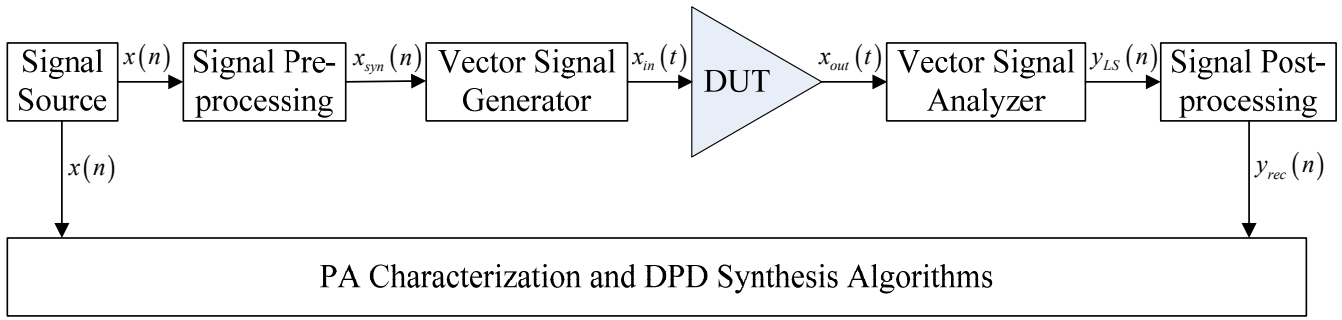 Signal
Source
x(n)
Signal Pre-
processing
x_syn(n)
Vector Signal
Generator
x_in(t)
DUT
x_out(t)
Vector Signal
Analyzer
y_LS(n)
Signal Post-
processing
x(n)
y_rec(n)
PA Characterization and DPD Synthesis Algorithms